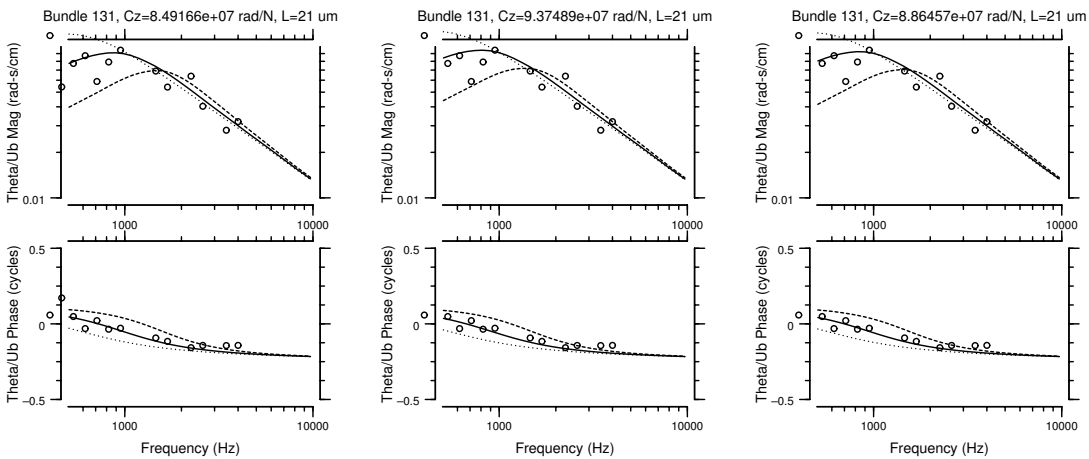 Bundle 131, Cz=8.49166e+07 rad/N, L=21 um
Theta/Ub Mag (rad-s/cm)
0.01
1000
10000
Theta/Ub Phase (cycles)
0.5
0
−0.5
1000
10000
Frequency (Hz)
Bundle 131, Cz=9.37489e+07 rad/N, L=21 um
Theta/Ub Mag (rad-s/cm)
0.01
1000
10000
Theta/Ub Phase (cycles)
0.5
0
−0.5
1000
10000
Frequency (Hz)
Bundle 131, Cz=8.86457e+07 rad/N, L=21 um
Theta/Ub Mag (rad-s/cm)
0.01
1000
10000
Theta/Ub Phase (cycles)
0.5
0
−0.5
1000
10000
Frequency (Hz)